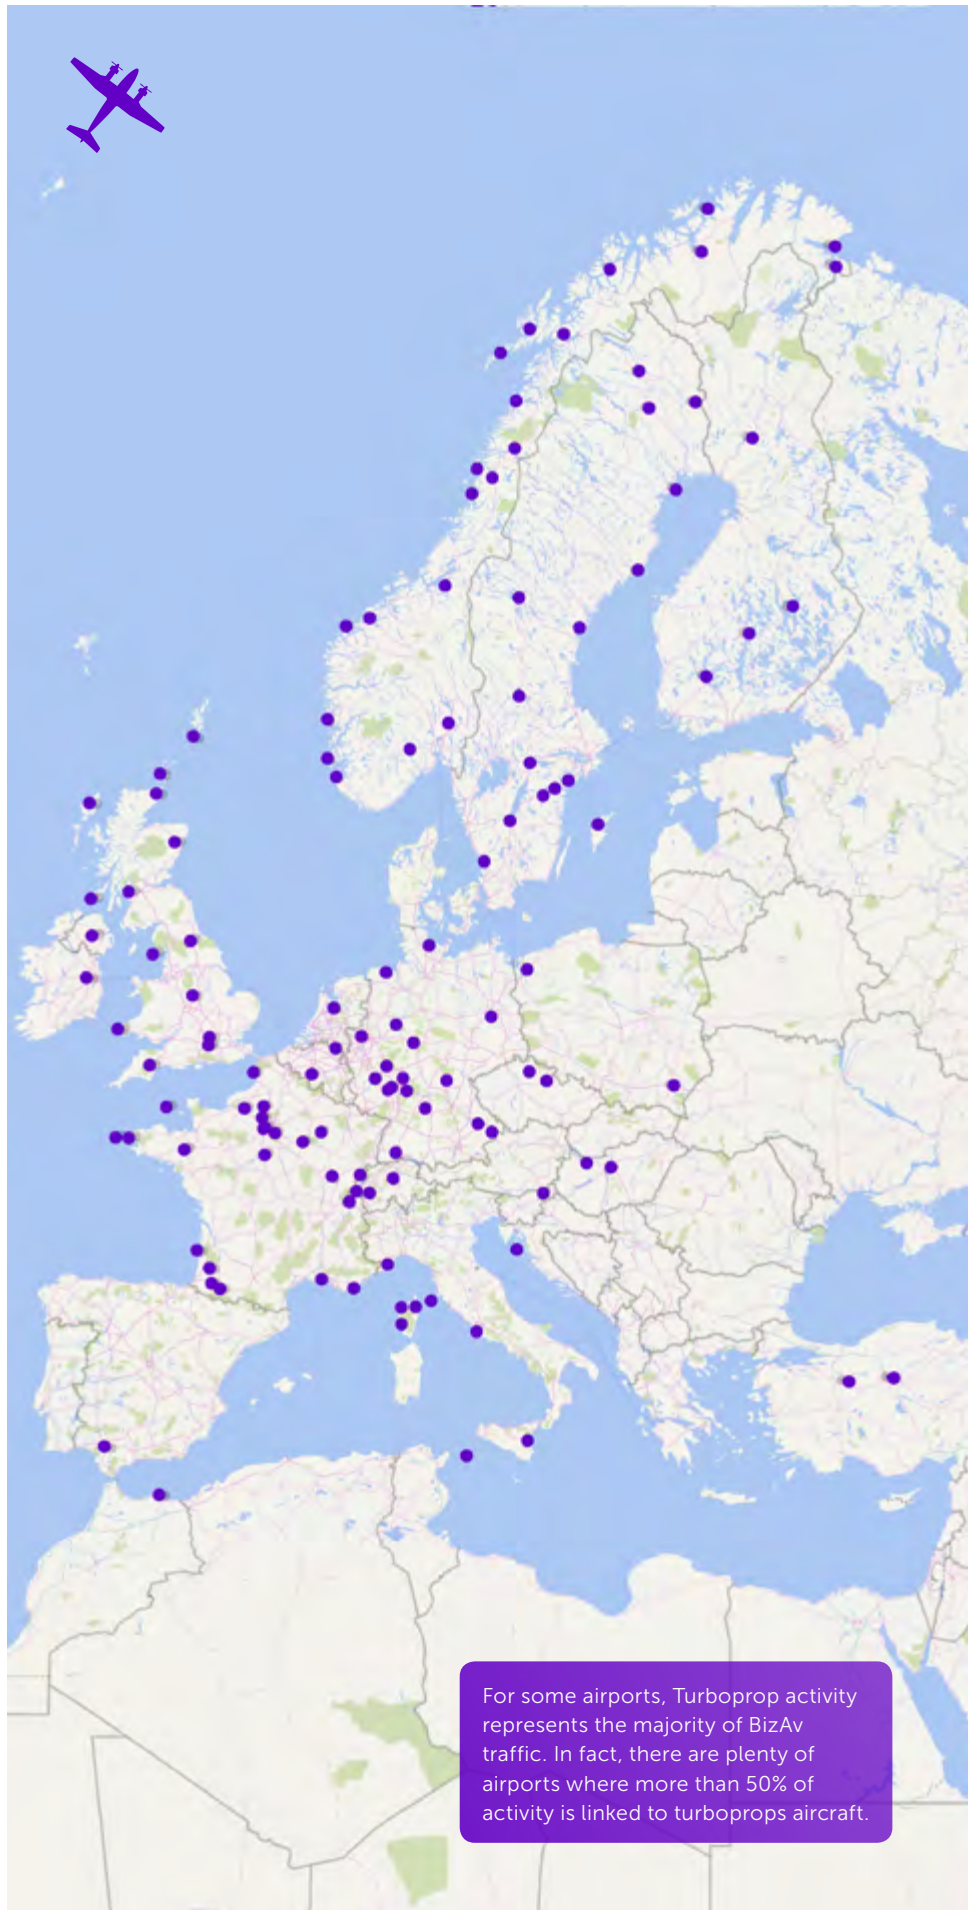 For some airports, Turboprop activity
represents the majority of BizAv
traffic. In fact, there are plenty of
airports where more than 50% of
activity is linked to turboprops aircraft.